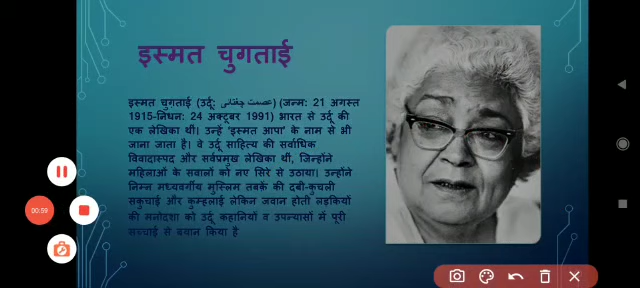 इस्मत चुग़ताई
इस्मत चुग़ताई (उर्दू: عصمت چغتائی) (जन्म: 21 अगस्त
1915-निधन: 24 अक्टूबर 1991) भारत से उर्दू की
एक लेखिका थीं। उन्हें 'इस्मत आपा' के नाम से भी
जाना जाता है। वे उर्दू साहित्य की सर्वाधिक
विवादास्पद और सर्वप्रमुख लेखिका थीं, जिन्होंने
महिलाओं के सवालों को नए सिरे से उठाया। उन्होंने
निम्न मध्यवर्गीय मुस्लिम तबक़ें की दबी-कुचली
सकुचाई और कुम्हलाई लेकिन जवान होती लड़कियों
की मनोदशा को उर्दू कहानियों व उपन्यासों में पूरी
सच्चाई से बयान किया है
00:59